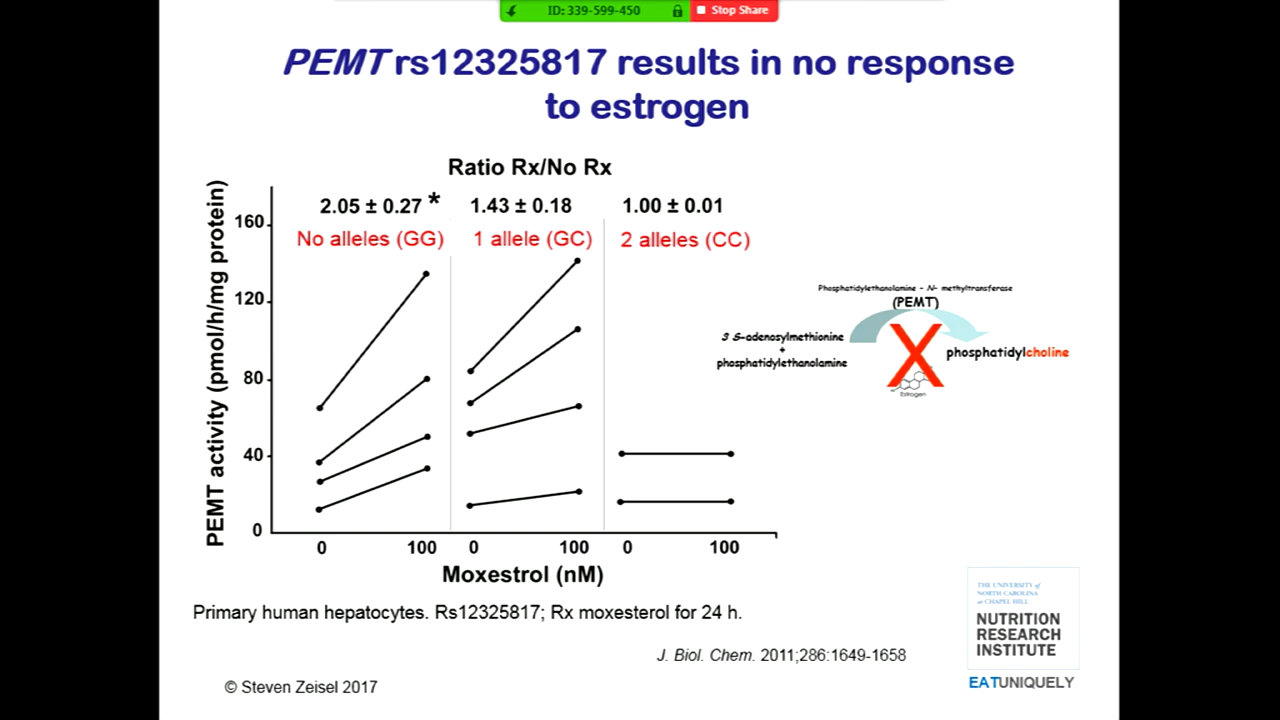 ID: 339-599-450
Stop Share
PEMT rs12325817 results in no response
to estrogen
Ratio Rx/No Rx
2.05 ± 0.27 *
1.43 ± 0.18
1.00 ± 0.01
No alleles (GG)
1 allele (GC)
2 alleles (CC)
PEMT activity (pmol/h/mg protein)
160
120
80
40
0
0
100
0
100
0
100
Moxestrol (nM)
Phosphatidylethanolamine - N- methyltransferase
(PEMT)
3 S-adenosylmethionine
+
phosphatidylethanolamine
phosphatidylcholine
Estrogen
Primary human hepatocytes. Rs12325817; Rx moxesterol for 24 h.
J. Biol. Chem. 2011;286:1649-1658
© Steven Zeisel 2017
THE UNIVERSITY of
NORTH CAROLINA
at CHAPEL HILL
NUTRITION
RESEARCH
INSTITUTE
EATUNIQUELY